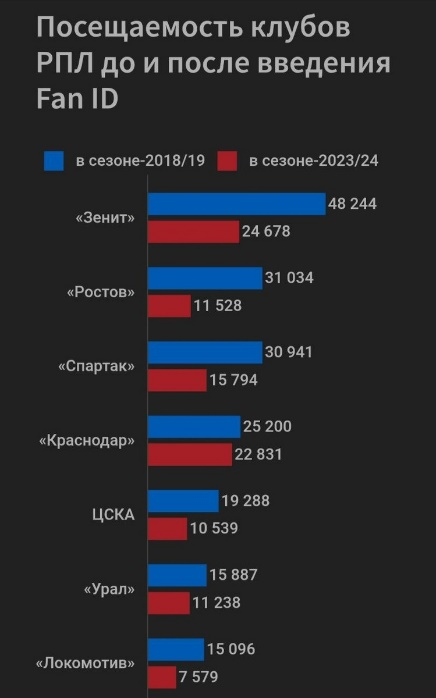 Посещаемость клубов
РПЛ до и после введения
Fan ID
в сезоне-2018/19 в сезоне-2023/24
«Зенит» 48 244
24 678
«Ростов» 31 034
11 528
«Спартак» 30 941
15 794
«Краснодар» 25 200
22 831
ЦСКА 19 288
10 539
«Урал» 15 887
11 238
«Локомотив» 15 096
7 579